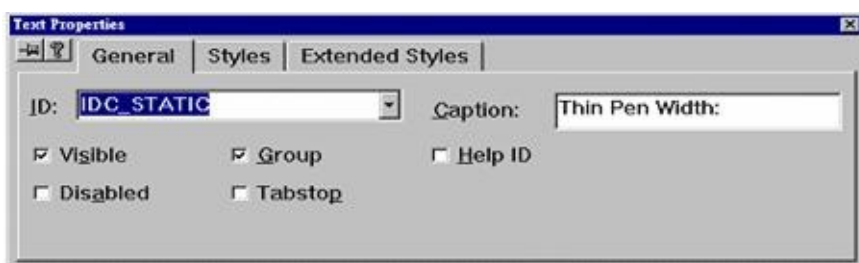 Text Properties
General Styles Extended Styles
ID: IDC_STATIC Caption: Thin Pen Width:
Visible Group Help ID
Disabled Tabstop